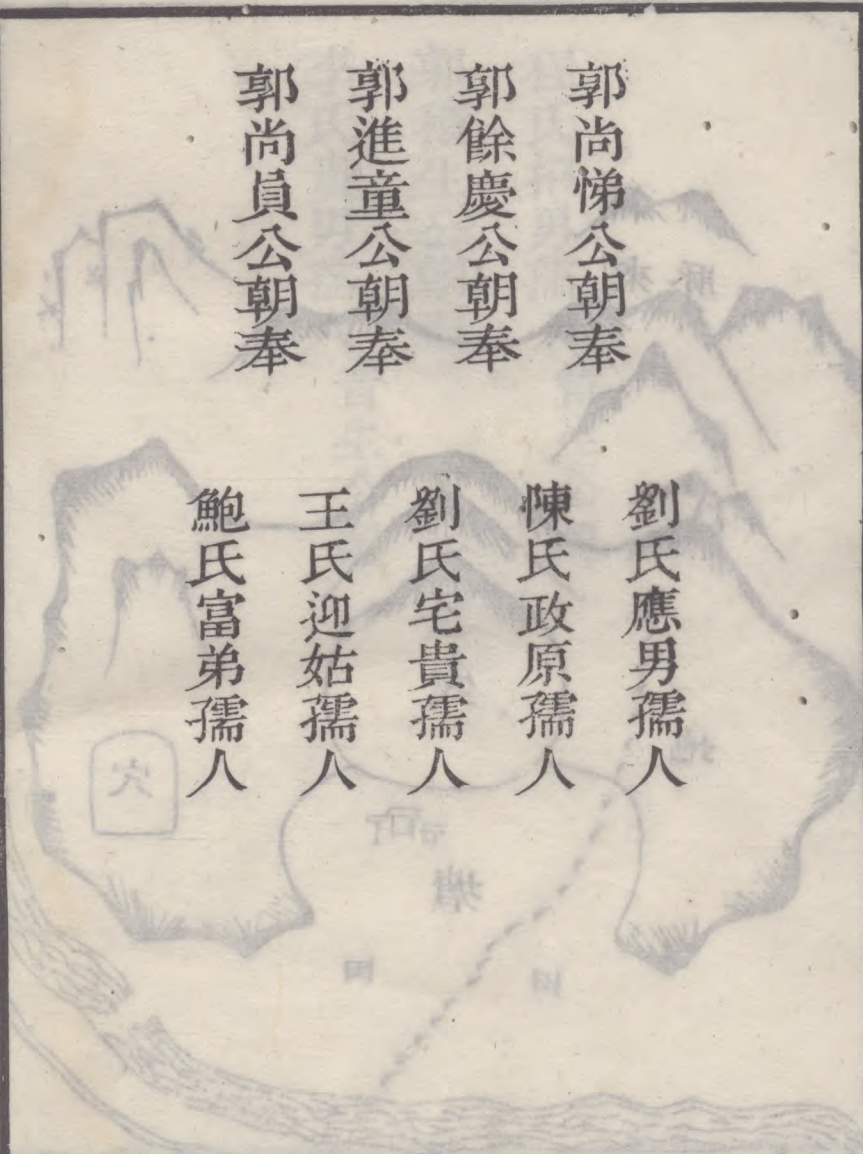 郭尚悌公朝奉
郭餘慶公朝奉
郭進童公朝奉
郭尚員公朝奉
劉氏應男孺人
陳氏政原孺人
劉氏宅貴孺人
王氏迎姑孺人
鮑氏富弟孺人
穴